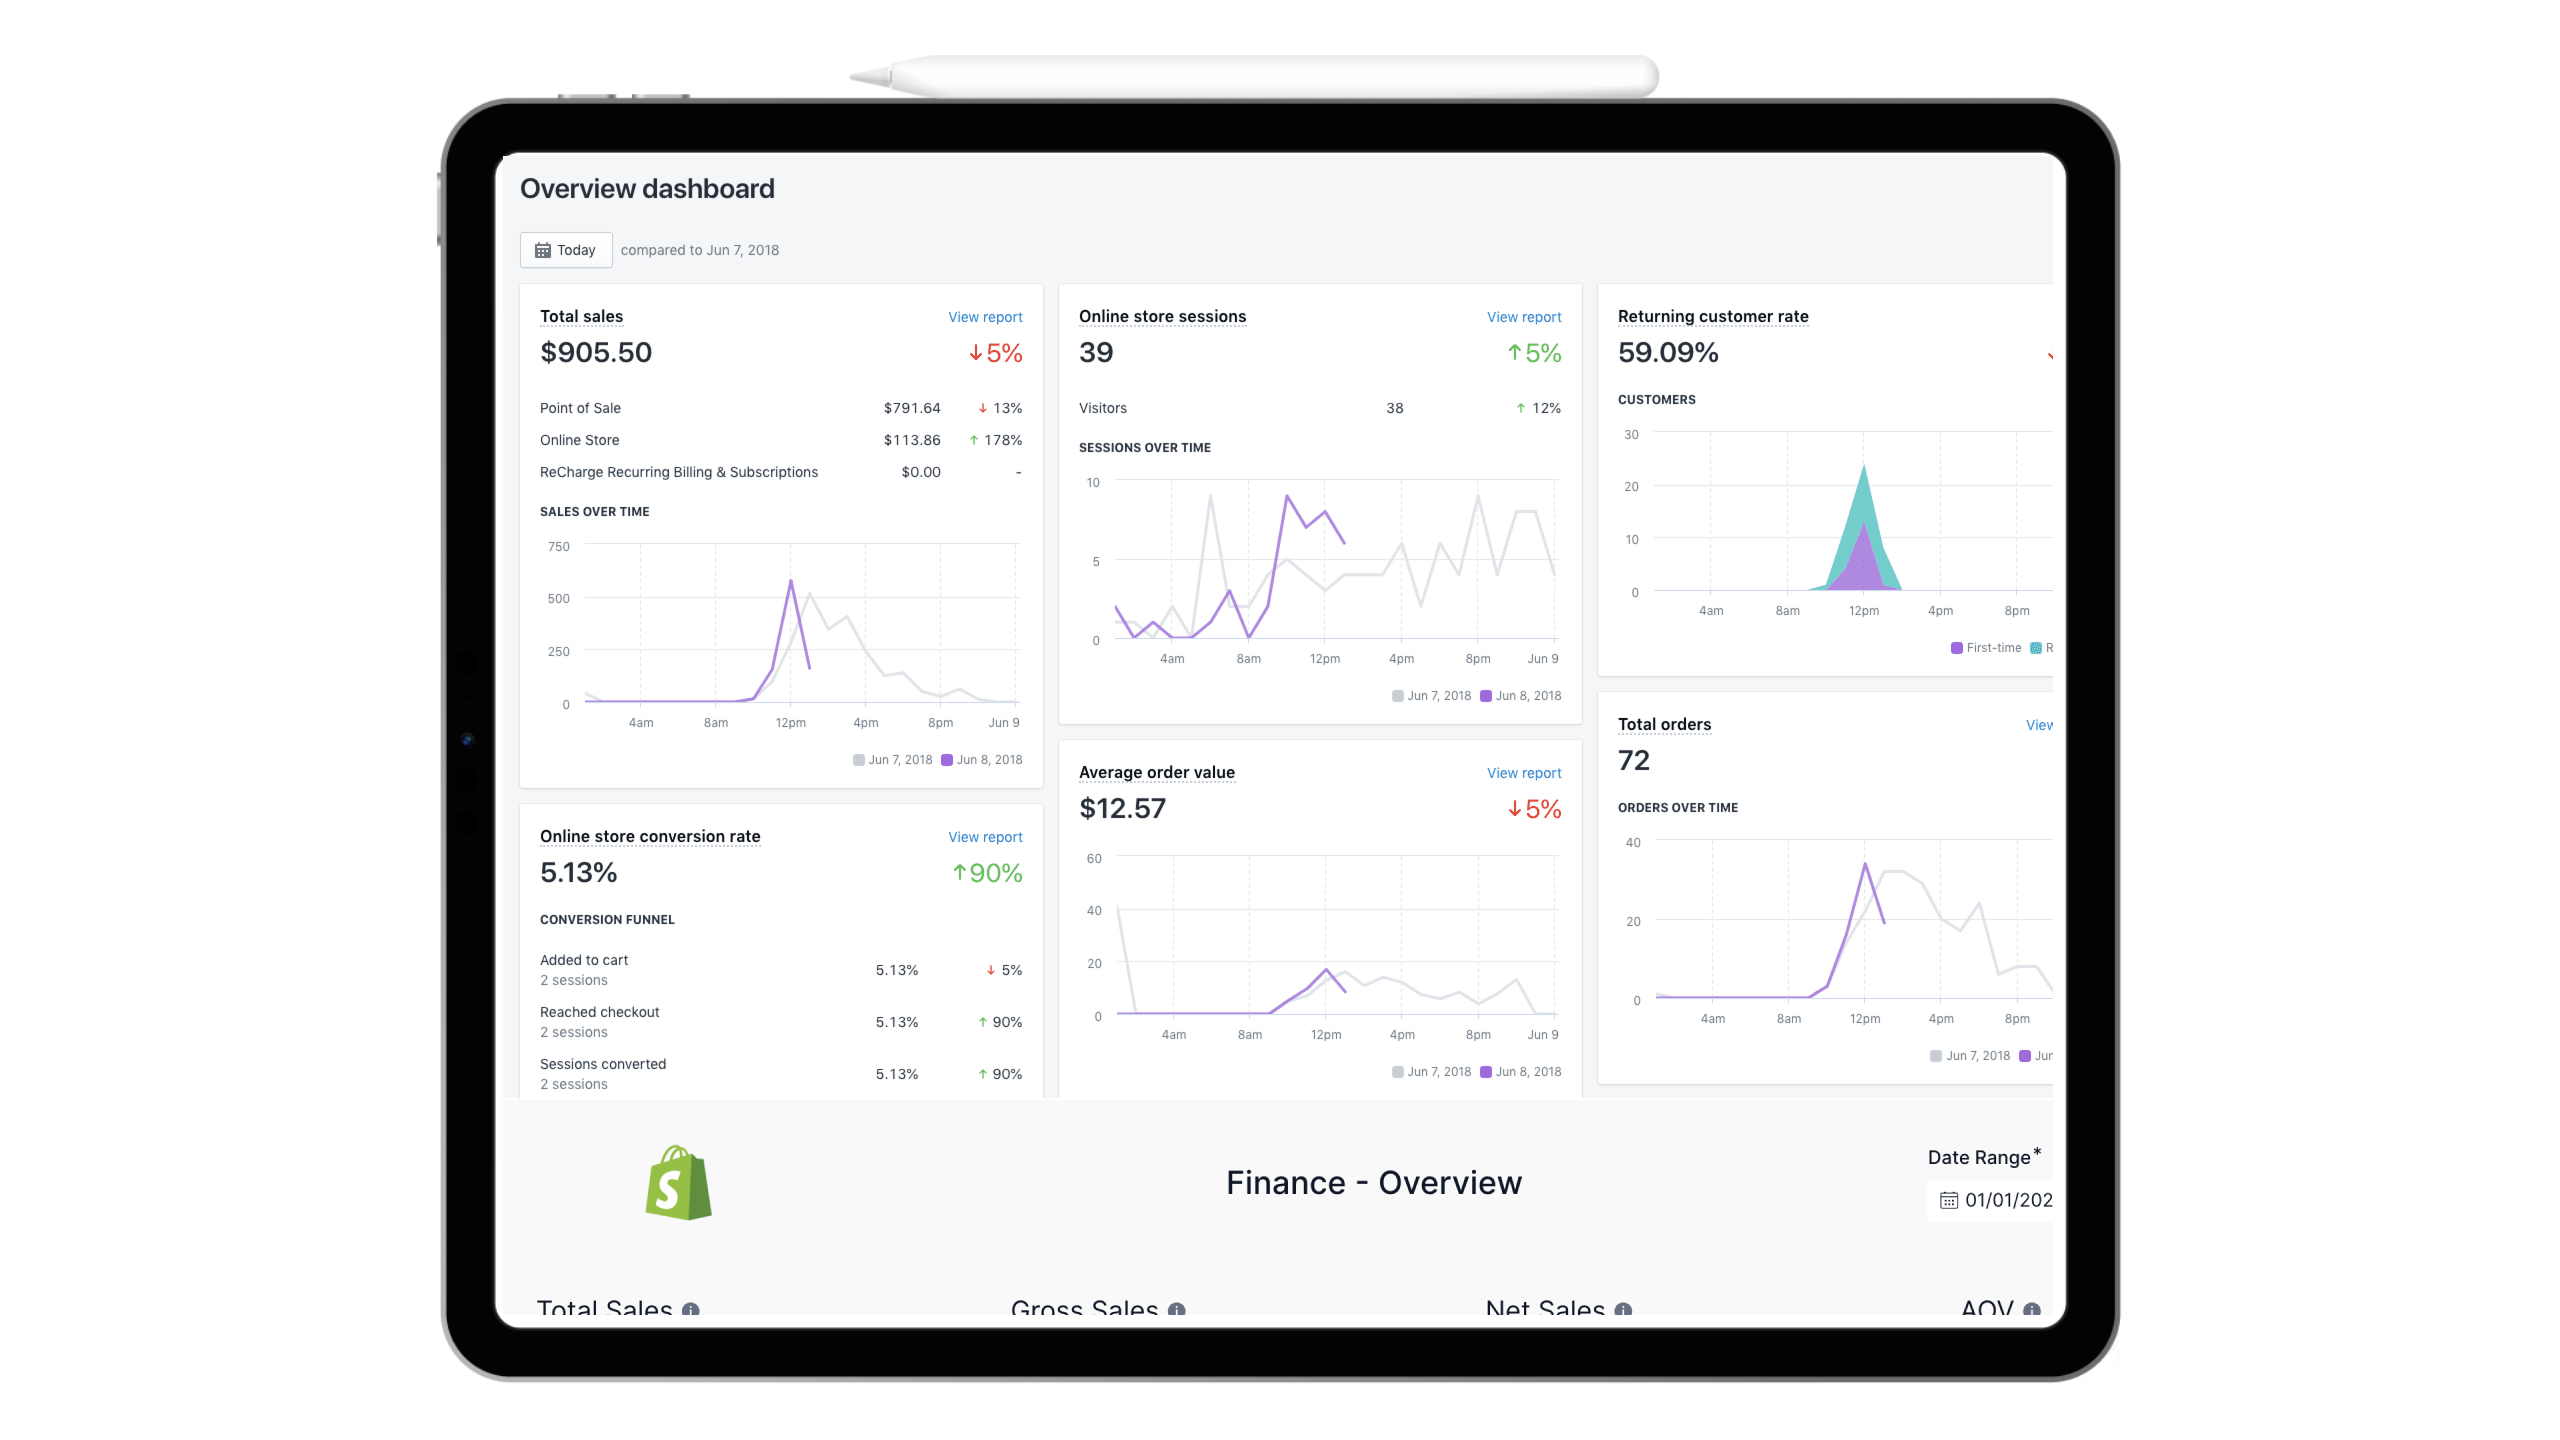 Overview dashboard
Today compared to Jun 7, 2018
Total sales View report
$905.50 ↓5%
Point of Sale $791.64 ↓ 13%
Online Store $113.86 ↑ 178%
ReCharge Recurring Billing & Subscriptions $0.00 -
SALES OVER TIME
750
500
250
0
4am 8am 12pm 4pm 8pm Jun 9
Jun 7, 2018 Jun 8, 2018
Online store conversion rate View report
5.13% ↑90%
CONVERSION FUNNEL
Added to cart
2 sessions
5.13% ↓ 5%
Reached checkout
2 sessions
5.13% ↑ 90%
Sessions converted
2 sessions
5.13% ↑ 90%
Online store sessions View report
39 ↑5%
Visitors 38 ↑ 12%
SESSIONS OVER TIME
10
5
0
4am 8am 12pm 4pm 8pm Jun 9
Jun 7, 2018 Jun 8, 2018
Average order value View report
$12.57 ↓5%
60
40
20
0
4am 8am 12pm 4pm 8pm Jun 9
Jun 7, 2018 Jun 8, 2018
Returning customer rate
59.09%
CUSTOMERS
30
20
10
0
4am 8am 12pm 4pm 8pm
First-time R
Total orders View
72
ORDERS OVER TIME
40
20
0
4am 8am 12pm 4pm 8pm
Jun 7, 2018 Jun
S
Finance - Overview
Date Range*
01/01/202
Total Sales Gross Sales Net Sales AOV